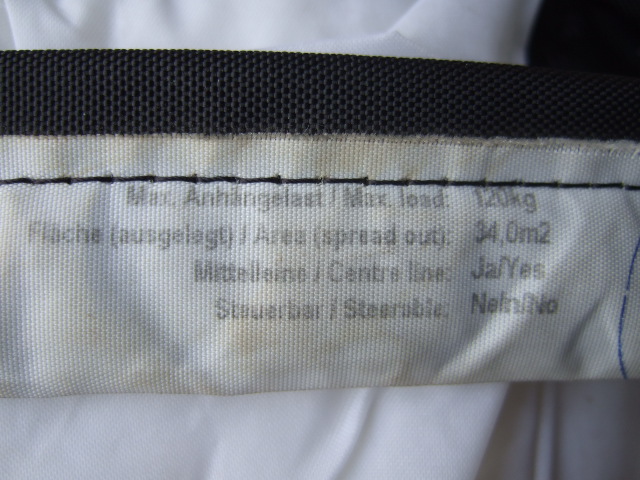 Max. Anhängelast / Max. load: 120kg
Fläche (ausgelegt) / Area (spread out): 34,0m2
Mittelleine / Centre line: Ja/Yes
Steuerbar / Steerable: Nein/No